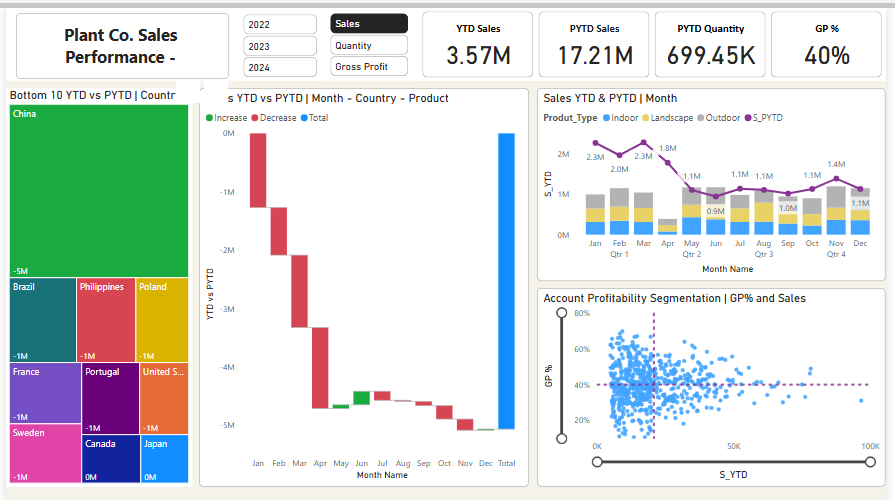 Plant Co. Sales
Performance -
2022
2023
2024
Sales
Quantity
Gross Profit
YTD Sales
3.57M
PYTD Sales
17.21M
PYTD Quantity
699.45K
GP %
40%
Bottom 10 YTD vs PYTD | Countr
China
-5M
Brazil
-1M
Philippines
-1M
Poland
-1M
France
-1M
Portugal
-1M
United S...
-1M
Sweden
-1M
Canada
0M
Japan
0M
s YTD vs PYTD | Month - Country - Product
Increase Decrease Total
YTD vs PYTD
0M
-1M
-2M
-3M
-4M
-5M
Jan Feb Mar Apr May Jun Jul Aug Sep Oct Nov Dec Total
Month Name
Sales YTD & PYTD | Month
Produt_Type Indoor Landscape Outdoor S_PYTD
S_YTD
2M
1M
0M
2.3M
2.0M
2.3M
1.8M
1.1M
0.9M
1.1M
1.1M
1.0M
1.1M
1.4M
1.1M
Jan Feb Mar Apr May Jun Jul Aug Sep Oct Nov Dec
Qtr 1 Qtr 2 Qtr 3 Qtr 4
Month Name
Account Profitability Segmentation | GP% and Sales
GP %
80%
60%
40%
20%
0K 50K 100K
S_YTD